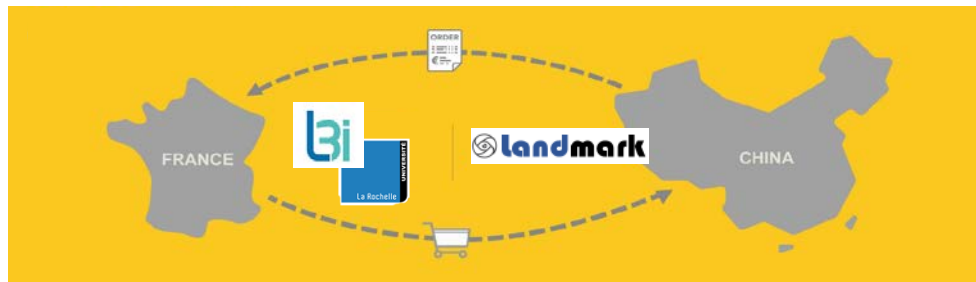 ORDER
L3i
Landmark
FRANCE
CHINA
UNIVERSITÉ
La Rochelle